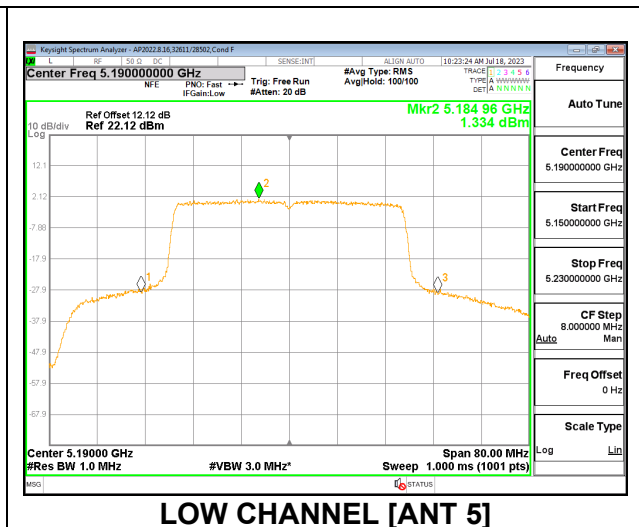 Keysight Spectrum Analyzer - AP2022.8.16,32611/28502,Cond F
L RF 50 Ω DC SENSE:INT ALIGN AUTO 10:23:24 AM Jul 18, 2023
Center Freq 5.190000000 GHz #Avg Type: RMS TRACE 1 2 3 4 5 6
NFE PNO: Fast Trig: Free Run Avg|Hold: 100/100 TYPE A WWWWW
IFGain:Low #Atten: 20 dB DET A N N N N N
Mkr2 5.184 96 GHz
Ref Offset 12.12 dB
10 dB/div Ref 22.12 dBm 1.334 dBm
Log
12.1
2.12
-7.88
-17.9
-27.9
-37.9
-47.9
-57.9
-67.9
1
2
3
Center 5.19000 GHz Span 80.00 MHz
#Res BW 1.0 MHz #VBW 3.0 MHz* Sweep 1.000 ms (1001 pts)
MSG STATUS
Frequency
Auto Tune
Center Freq
5.190000000 GHz
Start Freq
5.150000000 GHz
Stop Freq
5.230000000 GHz
CF Step
8.000000 MHz
Auto Man
Freq Offset
0 Hz
Scale Type
Log Lin
LOW CHANNEL [ANT 5]